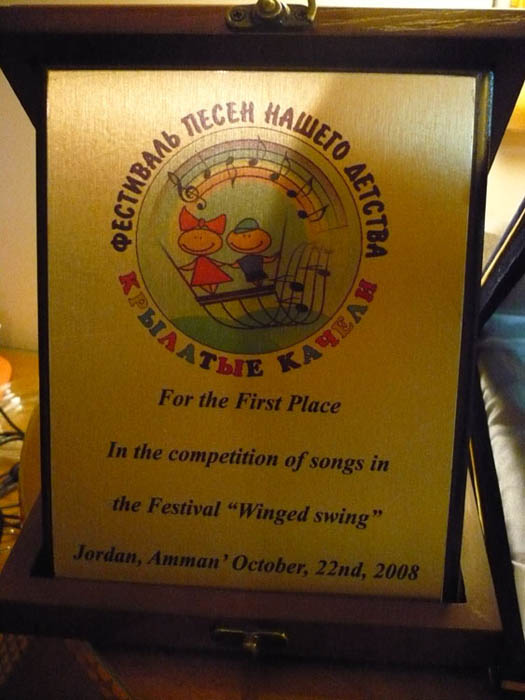 ФЕСТИВАЛЬ ПЕСЕН НАШЕГО ДЕТСТВА
КРЫЛАТЫЕ КАЧЕЛИ
For the First Place
In the competition of songs in
the Festival “Winged swing”
Jordan, Amman’ October, 22nd, 2008